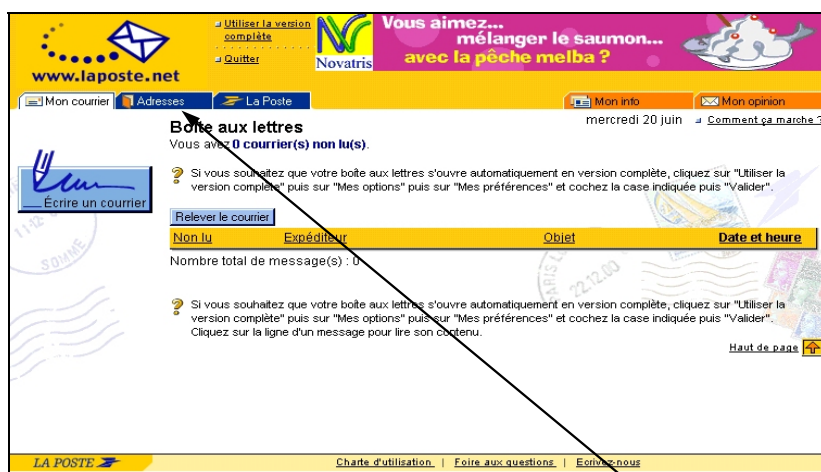 Utiliser la version
complète
Quitter
www.laposte.net
Novatris
Vous aimez...
mélanger le saumon...
avec la pêche melba ?
Mon courrier Adresses La Poste Mon info Mon opinion
Boîte aux lettres mercredi 20 juin Comment ça marche ?
Vous avez 0 courrier(s) non lu(s).
Si vous souhaitez que votre boîte aux lettres s'ouvre automatiquement en version complète, cliquez sur "Utiliser la
version complète" puis sur "Mes options" puis sur "Mes préférences" et cochez la case indiquée puis "Valider".
Écrire un courrier
Relever le courrier
Non lu Expéditeur Objet Date et heure
Nombre total de message(s) : 0
SOMME
PARIS
22.12.00
Si vous souhaitez que votre boîte aux lettres s'ouvre automatiquement en version complète, cliquez sur "Utiliser la
version complète" puis sur "Mes options" puis sur "Mes préférences" et cochez la case indiquée puis "Valider".
Cliquez sur la ligne d'un message pour lire son contenu.
Haut de page
LA POSTE Charte d'utilisation | Foire aux questions | Ecrivez-nous